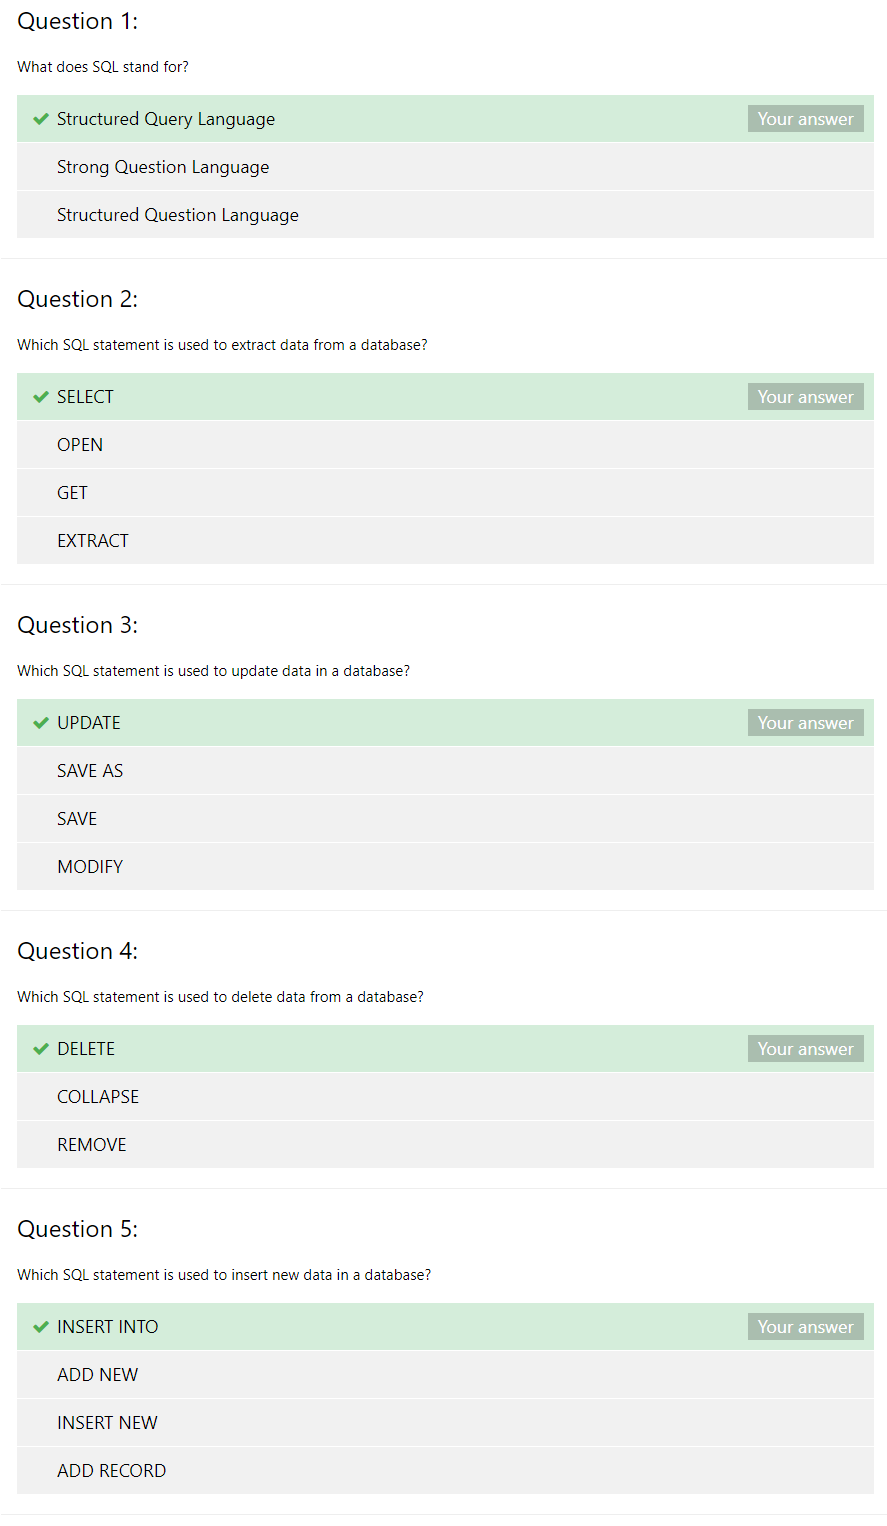 Question 1:
What does SQL stand for?
Structured Query Language Your answer
Strong Question Language
Structured Question Language
Question 2:
Which SQL statement is used to extract data from a database?
SELECT Your answer
OPEN
GET
EXTRACT
Question 3:
Which SQL statement is used to update data in a database?
UPDATE Your answer
SAVE AS
SAVE
MODIFY
Question 4:
Which SQL statement is used to delete data from a database?
DELETE Your answer
COLLAPSE
REMOVE
Question 5:
Which SQL statement is used to insert new data in a database?
INSERT INTO Your answer
ADD NEW
INSERT NEW
ADD RECORD